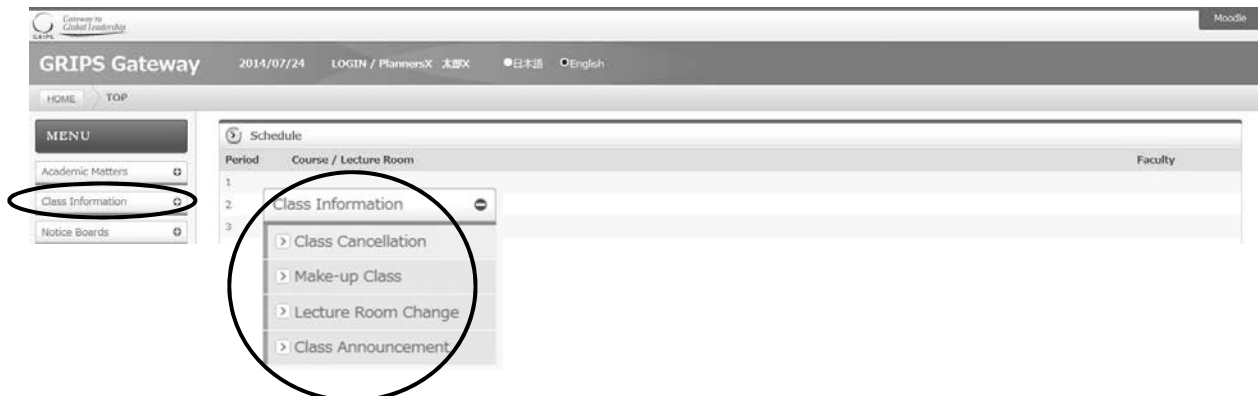 Gateway to
Global Leadership
GRIPS
Moodle
GRIPS Gateway 2014/07/24 LOGIN / PlannersX 太郎X 日本語 English
HOME TOP
MENU
Schedule
Period Course / Lecture Room Faculty
Academic Matters
1
Class Information
2
Notice Boards
3
Class Information
Class Cancellation
Make-up Class
Lecture Room Change
Class Announcement